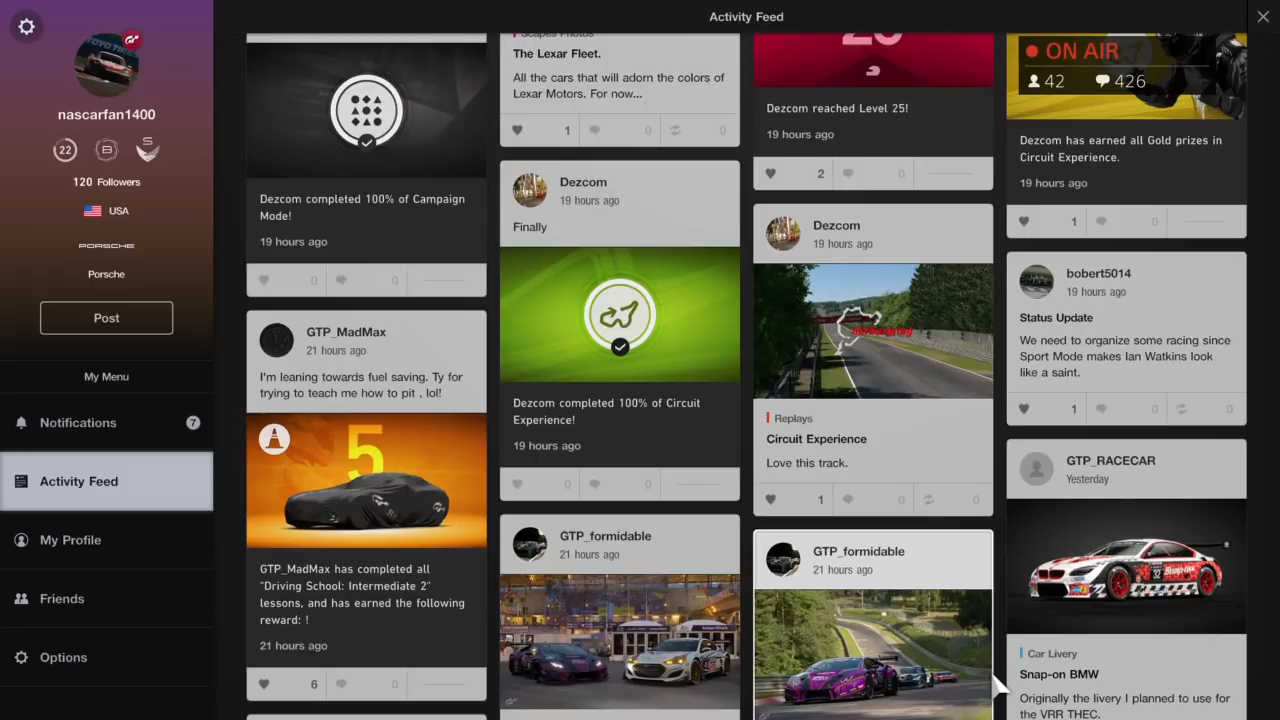 Activity Feed
nascarfan1400
22
B
S
120 Followers
USA
PORSCHE
Porsche
Post
My Menu
Notifications
7
Activity Feed
My Profile
Friends
Options
Dezcom completed 100% of Campaign
Mode!
19 hours ago
0
0
GTP_MadMax
21 hours ago
I'm leaning towards fuel saving. Ty for
trying to teach me how to pit , lol!
5
GTP_MadMax has completed all
"Driving School: Intermediate 2"
lessons, and has earned the following
reward: !
21 hours ago
6
0
Scapes Photos
The Lexar Fleet.
All the cars that will adorn the colors of
Lexar Motors. For now...
1
0
0
Dezcom
19 hours ago
Finally
Dezcom completed 100% of Circuit
Experience!
19 hours ago
0
0
GTP_formidable
21 hours ago
Dezcom reached Level 25!
19 hours ago
2
0
Dezcom
19 hours ago
Nürburgring
Replays
Circuit Experience
Love this track.
1
0
0
GTP_formidable
21 hours ago
ON AIR
42
426
Dezcom has earned all Gold prizes in
Circuit Experience.
19 hours ago
1
0
bobert5014
19 hours ago
Status Update
We need to organize some racing since
Sport Mode makes Ian Watkins look
like a saint.
1
0
0
GTP_RACECAR
Yesterday
Snap-on
32
Car Livery
Snap-on BMW
Originally the livery I planned to use for
the VRR THEC.